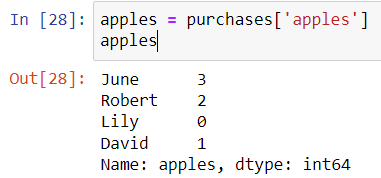 In [28]: apples = purchases['apples']
apples
Out[28]: June 3
Robert 2
Lily 0
David 1
Name: apples, dtype: int64